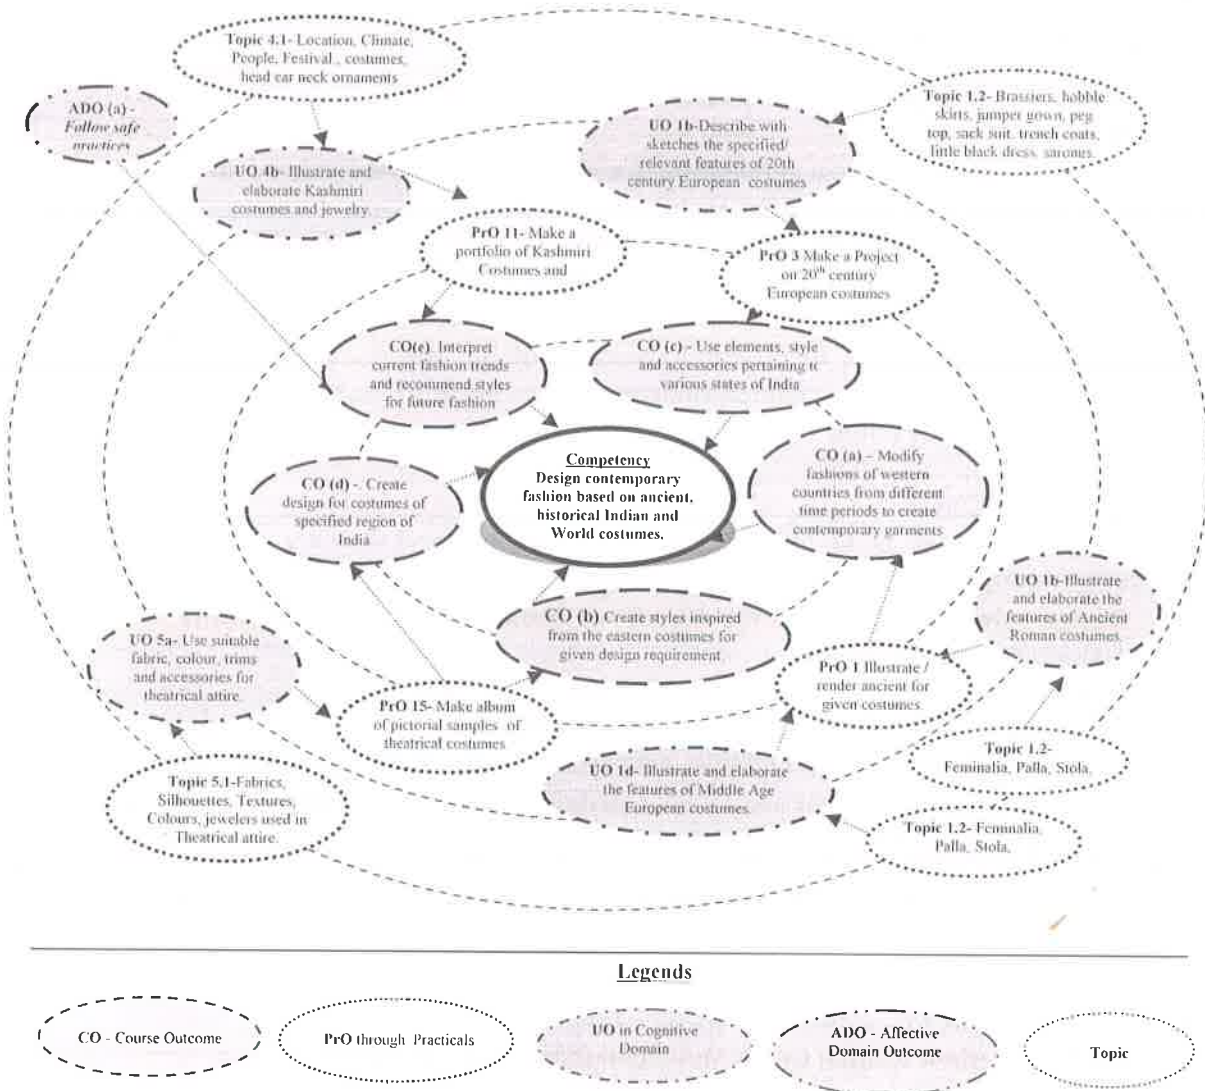 Topic 4.1- Location, Climate,
People, Festival , costumes,
head ear neck ornaments
ADO (a) -
Follow safe
practices
UO 4b- Illustrate and
elaborate Kashmiri
costumes and jewelry.
UO 1b-Describe with
sketches the specified/
relevant features of 20th
century European costumes
Topic 1.2- Brassiers, hobble
skirts, jumper gown, peg
top, sack suit, trench coats,
little black dress, sarongs.
PrO 11- Make a
portfolio of Kashmiri
Costumes and
PrO 3 Make a Project
on 20th century
European costumes
CO(e) Interpret
current fashion trends
and recommend styles
for future fashion
CO (c) - Use elements, style
and accessories pertaining to
various states of India
Competency
Design contemporary
fashion based on ancient,
historical Indian and
World costumes.
CO (a) – Modify
fashions of western
countries from different
time periods to create
contemporary garments
CO (d) -. Create
design for costumes of
specified region of
India
CO (b) Create styles inspired
from the eastern costumes for
given design requirement.
UO 1b-Illustrate
and elaborate the
features of Ancient
Roman costumes.
UO 5a- Use suitable
fabric, colour, trims
and accessories for
theatrical attire.
PrO 1 Illustrate /
render ancient for
given costumes.
PrO 15- Make album
of pictorial samples of
theatrical costumes
Topic 1.2-
Feminalia, Palla, Stola,
UO 1d- Illustrate and elaborate
the features of Middle Age
European costumes.
Topic 5.1-Fabrics,
Silhouettes, Textures,
Colours, jewelers used in
Theatrical attire.
Topic 1.2- Feminalia,
Palla, Stola,
Legends
CO - Course Outcome
PrO through Practicals
UO in Cognitive
Domain
ADO - Affective
Domain Outcome
Topic